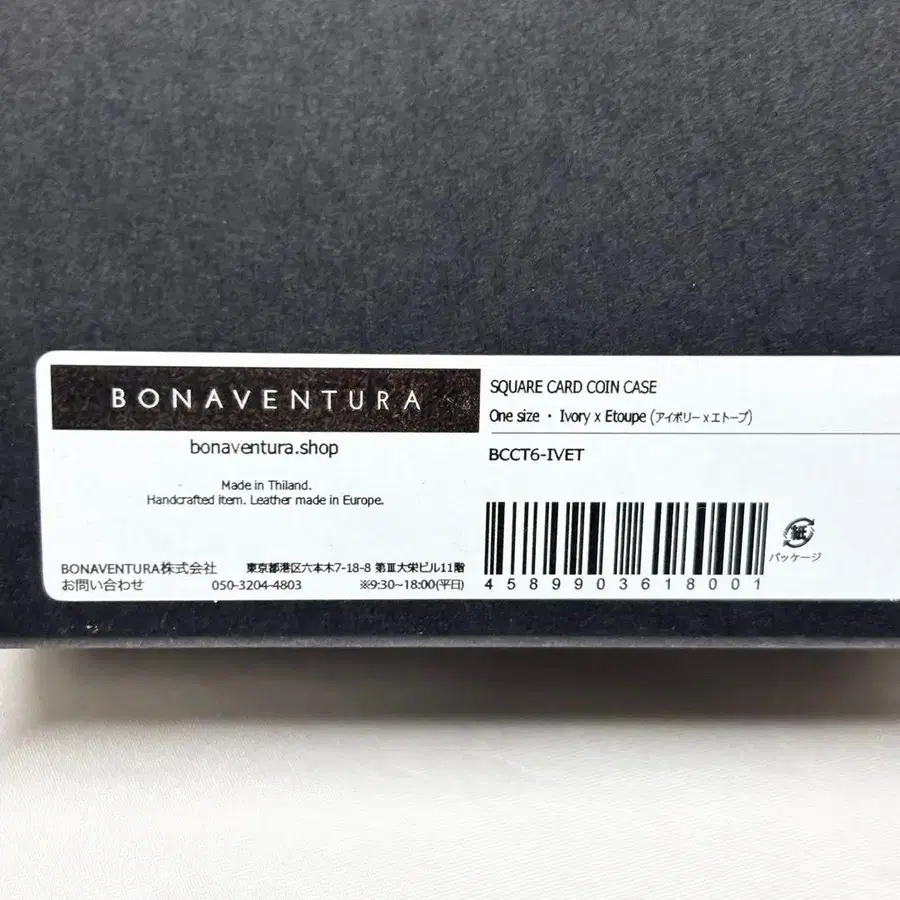 BONAVENTURA
bonaventura.shop
Made in Thiland.
Handcrafted item. Leather made in Europe.
BONAVENTURA株式会社 東京都港区六本木7-18-8 第Ⅲ大栄ビル11階
お問い合わせ 050-3204-4803 ※9:30~18:00(平日)
SQUARE CARD COIN CASE
One size・Ivory x Etoupe (アイボリー x エトープ)
BCCT6-IVET
4589903618001
紙
パッケージ